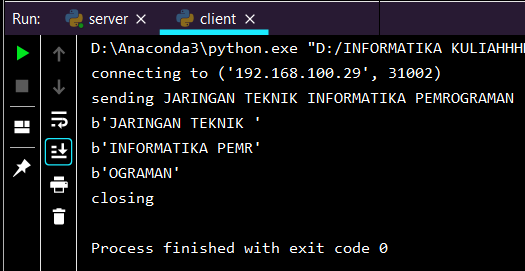 Run: server × client ×
D:\Anaconda3\python.exe "D:/INFORMATIKA
connecting to ('192.168.100.29', 31002)
sending JARINGAN TEKNIK INFORMATIKA PEMROGRAMAN
b'JARINGAN TEKNIK '
b'INFORMATIKA PEMR'
b'OGRAMAN'
closing
Process finished with exit code 0